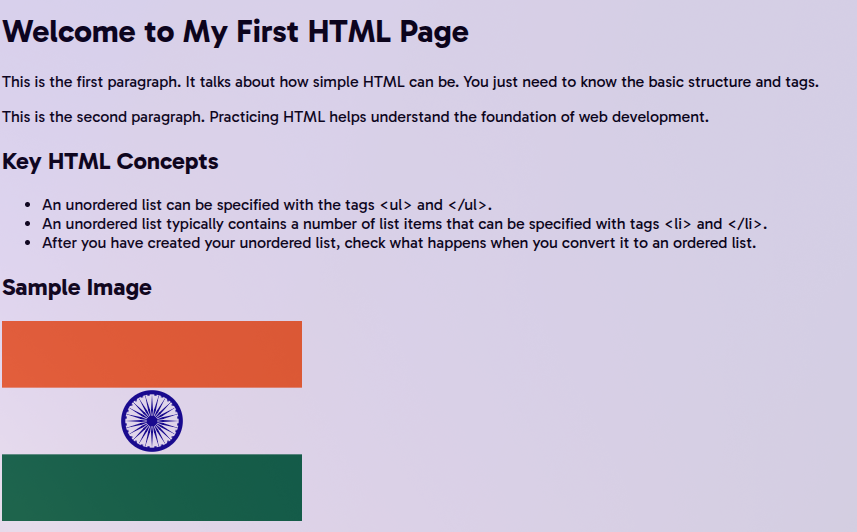 Welcome to My First HTML Page
This is the first paragraph. It talks about how simple HTML can be. You just need to know the basic structure and tags.
This is the second paragraph. Practicing HTML helps understand the foundation of web development.
Key HTML Concepts
• An unordered list can be specified with the tags <ul> and </ul>.
• An unordered list typically contains a number of list items that can be specified with tags <li> and </li>.
• After you have created your unordered list, check what happens when you convert it to an ordered list.
Sample Image